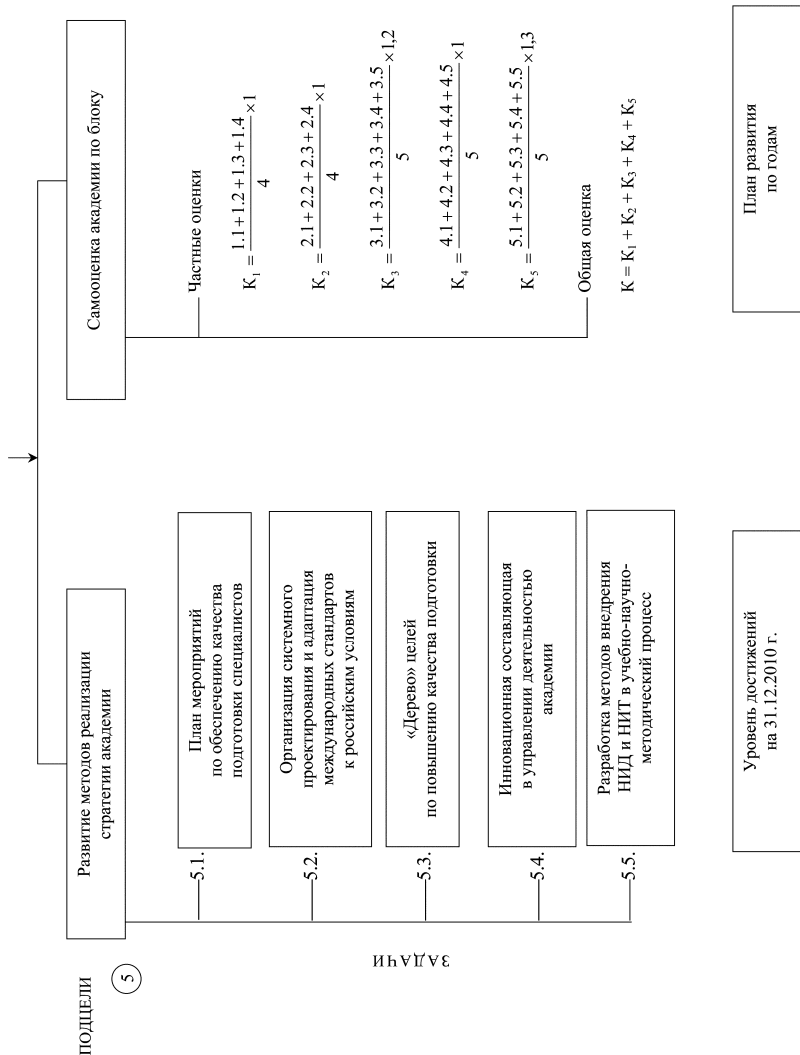 ПОДЦЕЛИ
5
Развитие методов реализации
стратегии академии
ЗАДАЧИ
5.1.
План мероприятий
по обеспечению качества
подготовки специалистов
5.2.
Организация системного
проектирования и адаптация
международных стандартов
к российским условиям
5.3.
«Дерево» целей
по повышению качества подготовки
5.4.
Инновационная составляющая
в управлении деятельностью
академии
5.5.
Разработка методов внедрения
НИД и НИТ в учебно-научно-
методический процесс
Уровень достижений
на 31.12.2010 г.
Самооценка академии по блоку
Частные оценки
К₁ = (1.1 + 1.2 + 1.3 + 1.4)/4 ×1
К₂ = (2.1 + 2.2 + 2.3 + 2.4)/4 ×1
К₃ = (3.1 + 3.2 + 3.3 + 3.4 + 3.5)/5 ×1,2
К₄ = (4.1 + 4.2 + 4.3 + 4.4 + 4.5)/5 ×1
К₅ = (5.1 + 5.2 + 5.3 + 5.4 + 5.5)/5 ×1,3
Общая оценка
К = К₁ + К₂ + К₃ + К₄ + К₅
План развития
по годам